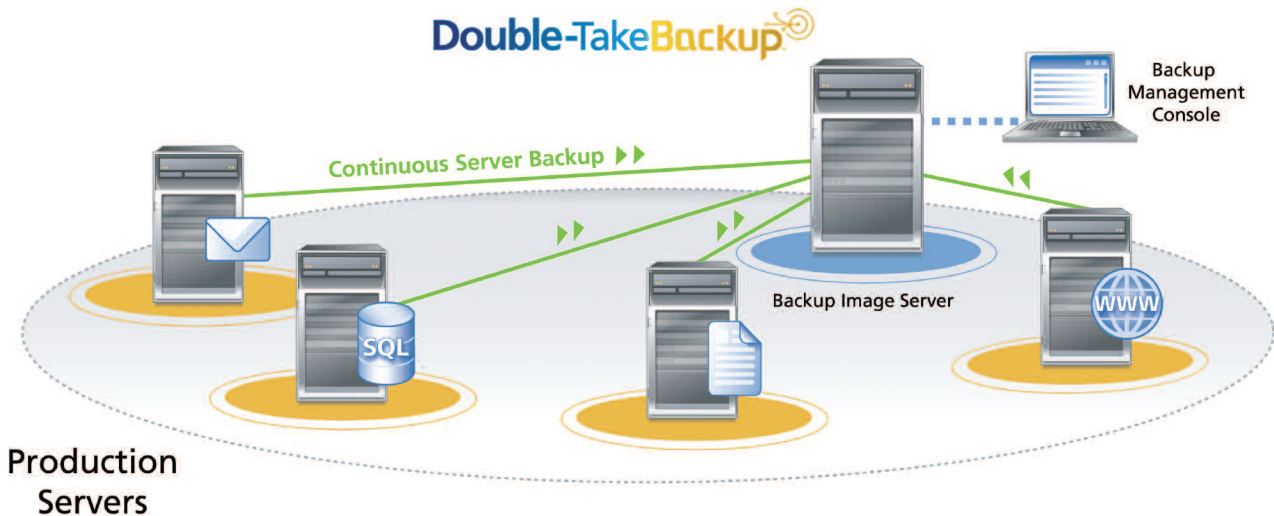 Double-TakeBackup
Backup
Management
Console
Continuous Server Backup
Backup Image Server
WWW
SQL
Production
Servers